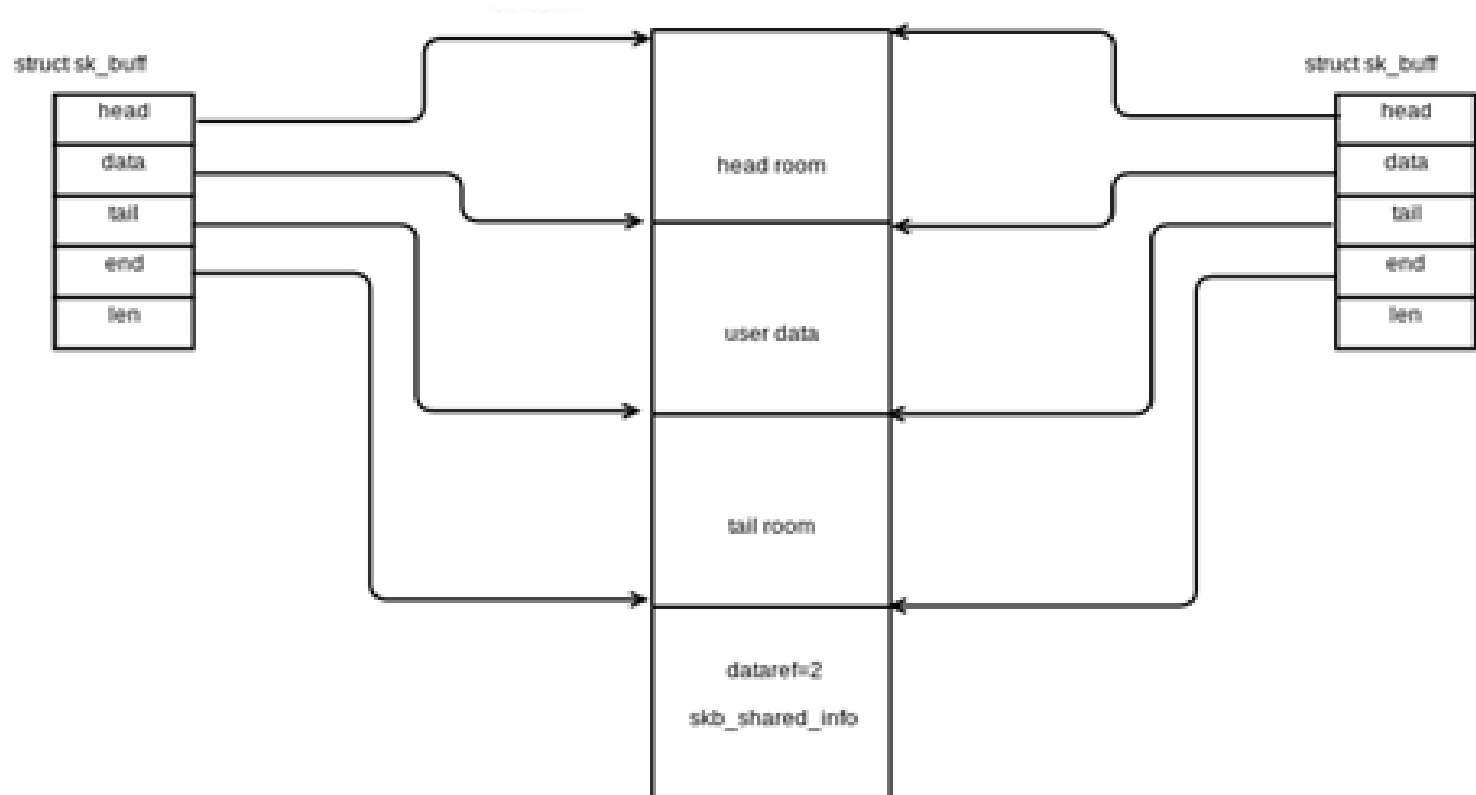 struct sk_buff
head
data
tail
end
len
head room
user data
tail room
dataref=2
skb_shared_info
struct sk_buff
head
data
tail
end
len